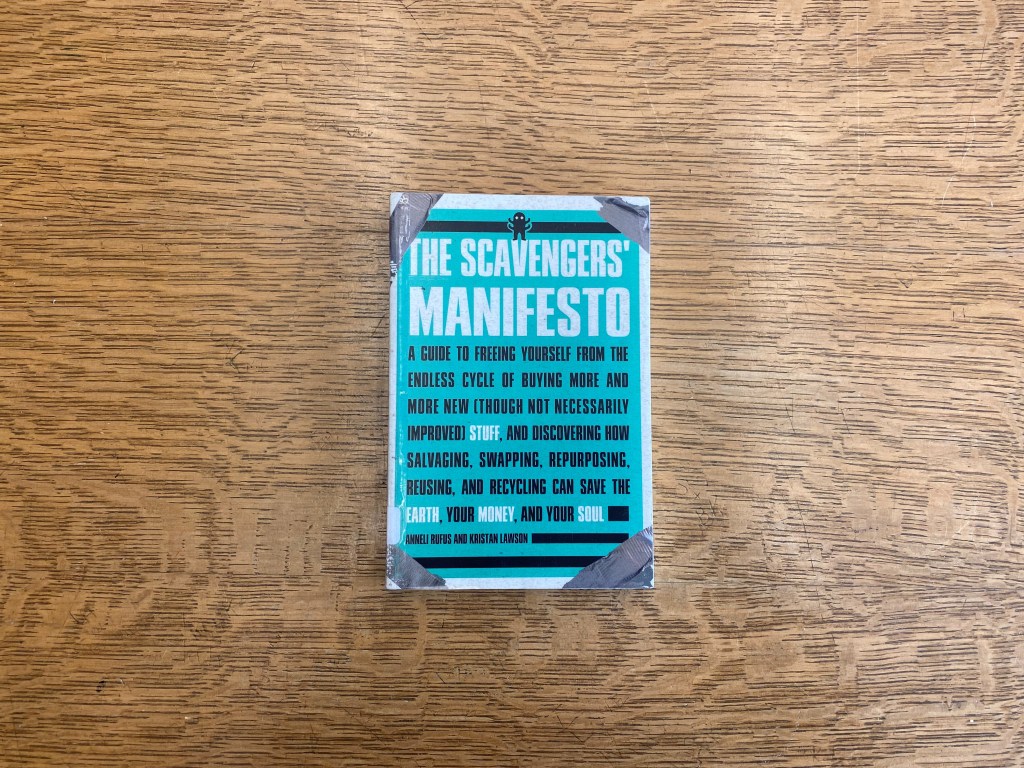 THE SCAVENGERS'
MANIFESTO
A GUIDE TO FREEING YOURSELF FROM THE
ENDLESS CYCLE OF BUYING MORE AND
MORE NEW (THOUGH NOT NECESSARILY
IMPROVED) STUFF, AND DISCOVERING HOW
SALVAGING, SWAPPING, REPURPOSING,
REUSING, AND RECYCLING CAN SAVE THE
EARTH, YOUR MONEY, AND YOUR SOUL
ANNELI RUFUS AND KRISTAN LAWSON